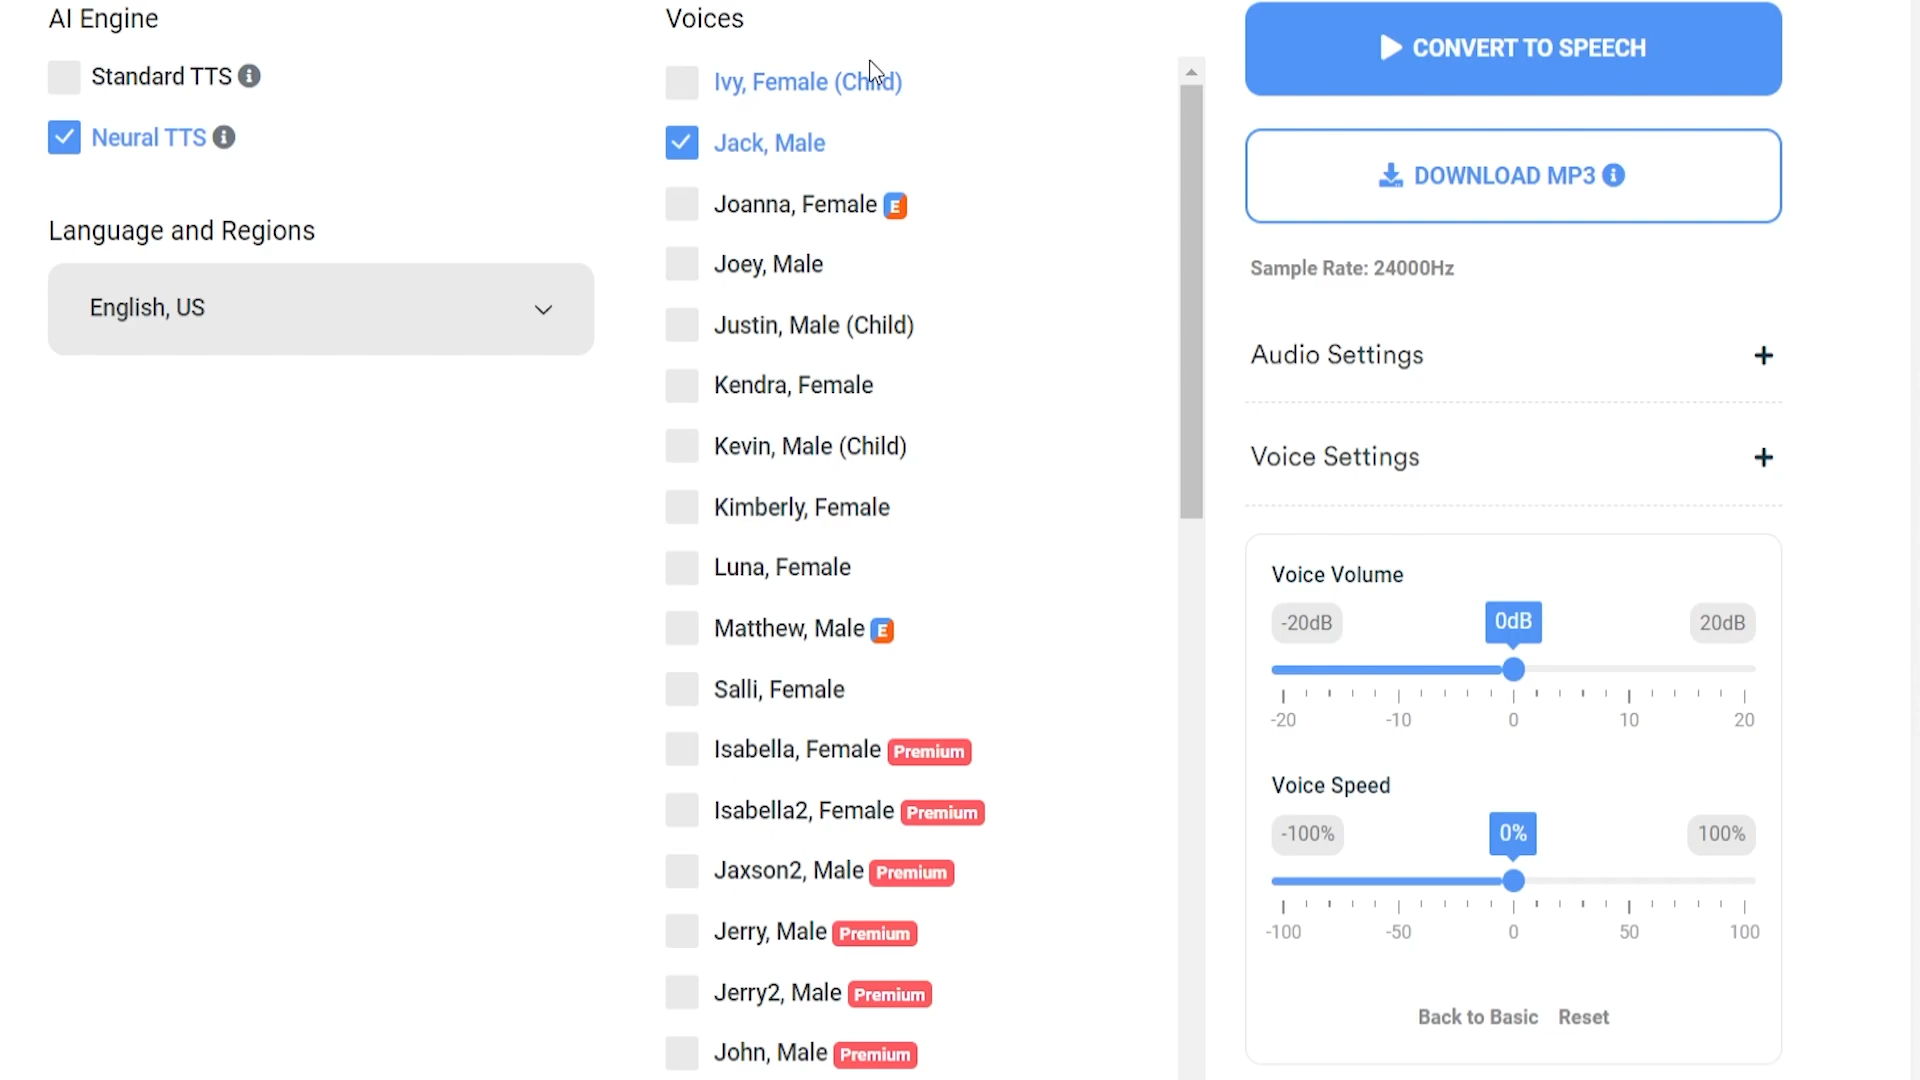 AI Engine
Standard TTS
Neural TTS
Language and Regions
English, US
Voices
Ivy, Female (Child)
Jack, Male
Joanna, Female E
Joey, Male
Justin, Male (Child)
Kendra, Female
Kevin, Male (Child)
Kimberly, Female
Luna, Female
Matthew, Male E
Salli, Female
Isabella, Female Premium
Isabella2, Female Premium
Jaxson2, Male Premium
Jerry, Male Premium
Jerry2, Male Premium
John, Male Premium
CONVERT TO SPEECH
DOWNLOAD MP3
Sample Rate: 24000Hz
Audio Settings +
Voice Settings +
Voice Volume
-20dB 0dB 20dB
-20 -10 0 10 20
Voice Speed
-100% 0% 100%
-100 -50 0 50 100
Back to Basic Reset